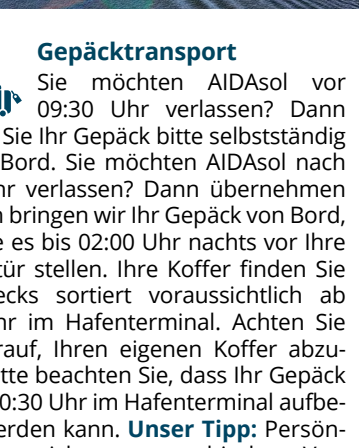 Gepäcktransport
Sie möchten AIDAsol vor
09:30 Uhr verlassen? Dann
Sie Ihr Gepäck bitte selbstständig
Bord. Sie möchten AIDAsol nach
verlassen? Dann übernehmen
bringen wir Ihr Gepäck von Bord,
es bis 02:00 Uhr nachts vor Ihre
stellen. Ihre Koffer finden Sie
sortiert voraussichtlich ab
im Hafenterminal. Achten Sie
Ihren eigenen Koffer abzu-
beachten Sie, dass Ihr Gepäck
0:30 Uhr im Hafenterminal aufbe-
kann. Unser Tipp: Persön-